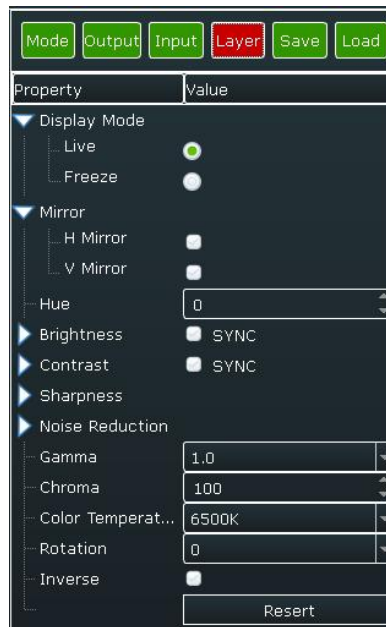 Mode Output Input Layer Save Load
Property Value
Display Mode
Live
Freeze
Mirror
H Mirror
V Mirror
Hue 0
Brightness SYNC
Contrast SYNC
Sharpness
Noise Reduction
Gamma 1.0
Chroma 100
Color Temperat... 6500K
Rotation 0
Inverse
Resert